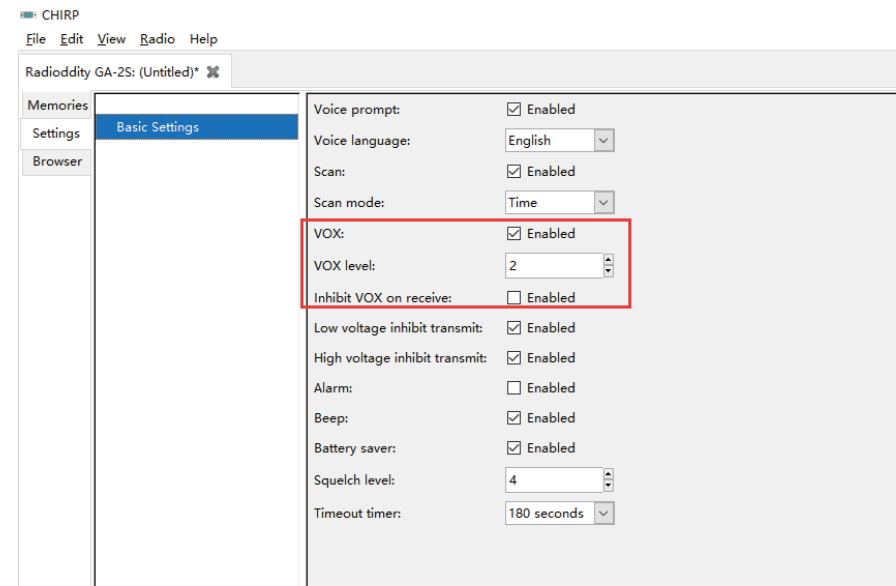 CHIRP
File Edit View Radio Help
Radioddity GA-2S: (Untitled)*
Memories
Settings
Browser
Basic Settings
Voice prompt: Enabled
Voice language: English
Scan: Enabled
Scan mode: Time
VOX: Enabled
VOX level: 2
Inhibit VOX on receive: Enabled
Low voltage inhibit transmit: Enabled
High voltage inhibit transmit: Enabled
Alarm: Enabled
Beep: Enabled
Battery saver: Enabled
Squelch level: 4
Timeout timer: 180 seconds